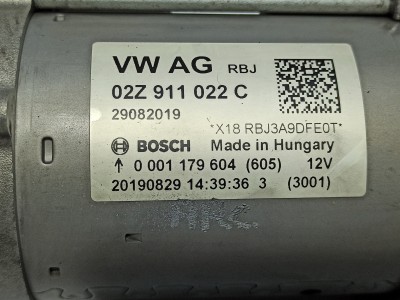 VW AG RBJ
02Z 911 022 C
29082019
*X18 RBJ3A9DFE0T*
BOSCH Made in Hungary
↑ 0 001 179 604 (605) 12V
20190829 14:39:36 3 (3001)